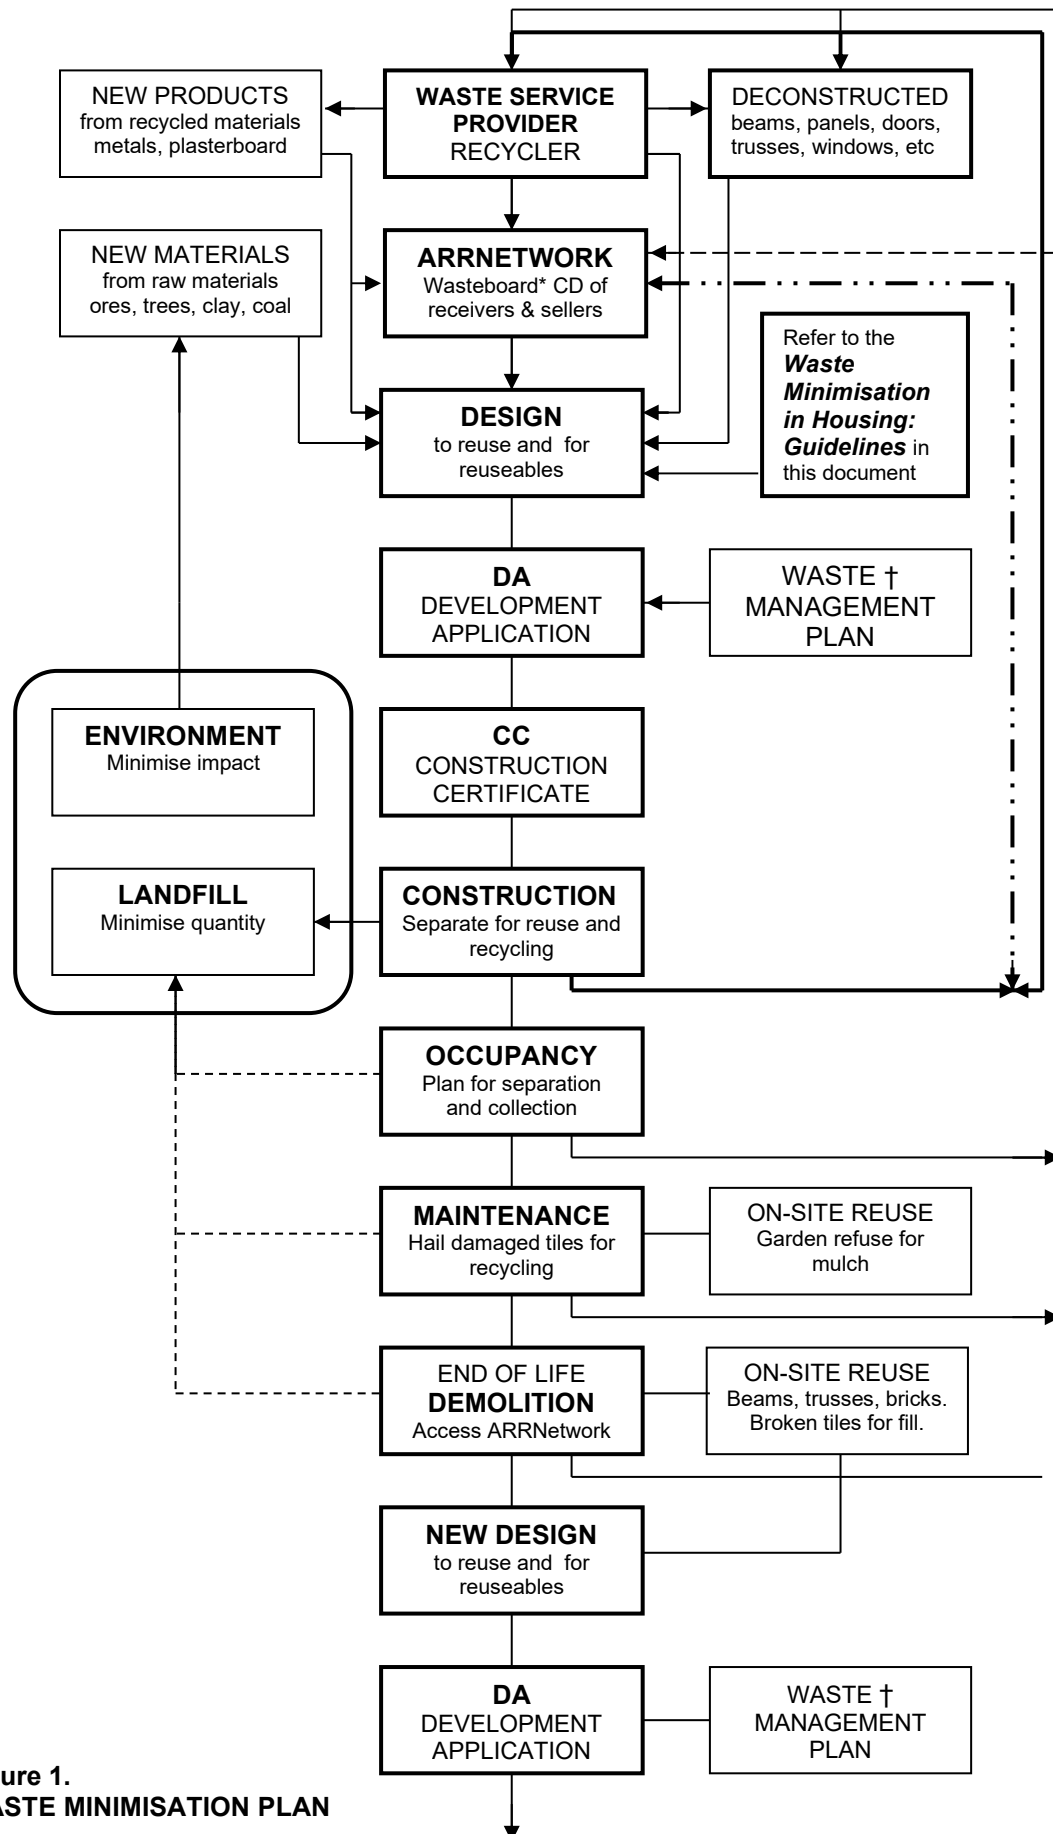 NEW PRODUCTS
from recycled materials
metals, plasterboard
WASTE SERVICE
PROVIDER
RECYCLER
DECONSTRUCTED
beams, panels, doors,
trusses, windows, etc
NEW MATERIALS
from raw materials
ores, trees, clay, coal
ARRNETWORK
Wasteboard* CD of
receivers & sellers
Refer to the
Waste
Minimisation
in Housing:
Guidelines in
this document
DESIGN
to reuse and  for
reuseables
DA
DEVELOPMENT
APPLICATION
WASTE †
MANAGEMENT
PLAN
ENVIRONMENT
Minimise impact
CC
CONSTRUCTION
CERTIFICATE
LANDFILL
Minimise quantity
CONSTRUCTION
Separate for reuse and
recycling
OCCUPANCY
Plan for separation
and collection
MAINTENANCE
Hail damaged tiles for
recycling
ON-SITE REUSE
Garden refuse for
mulch
END OF LIFE
DEMOLITION
Access ARRNetwork
ON-SITE REUSE
Beams, trusses, bricks.
Broken tiles for fill.
NEW DESIGN
to reuse and  for
reuseables
DA
DEVELOPMENT
APPLICATION
WASTE †
MANAGEMENT
PLAN
ure 1.
ASTE MINIMISATION PLAN